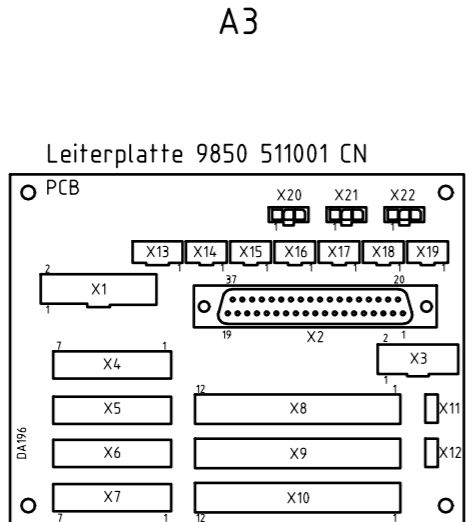 A3
Leiterplatte 9850 511001 CN
PCB
X20 X21 X22
1 1 1
X13 X14 X15 X16 X17 X18 X19
1 1 1 1 1 1 1
2
X1
1
37 20
19 X2 1
2
X3
1
7 1
X4
12 1
X5 X8 X11
DA196
X6 X9 X12
X7 X10
7 1 12 1